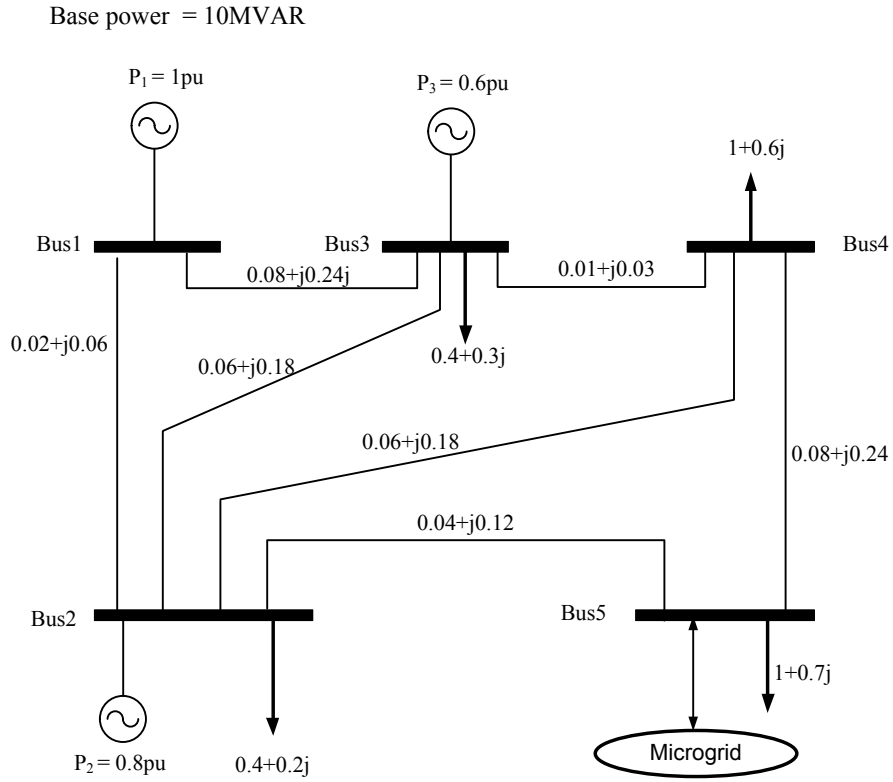 Base power = 10MVAR
P1 = 1pu
P3 = 0.6pu
1+0.6j
Bus1
Bus3
Bus4
0.08+j0.24j
0.01+j0.03
0.02+j0.06
0.4+0.3j
0.06+j0.18
0.06+j0.18
0.08+j0.24
0.04+j0.12
Bus2
Bus5
1+0.7j
P2 = 0.8pu
0.4+0.2j
Microgrid